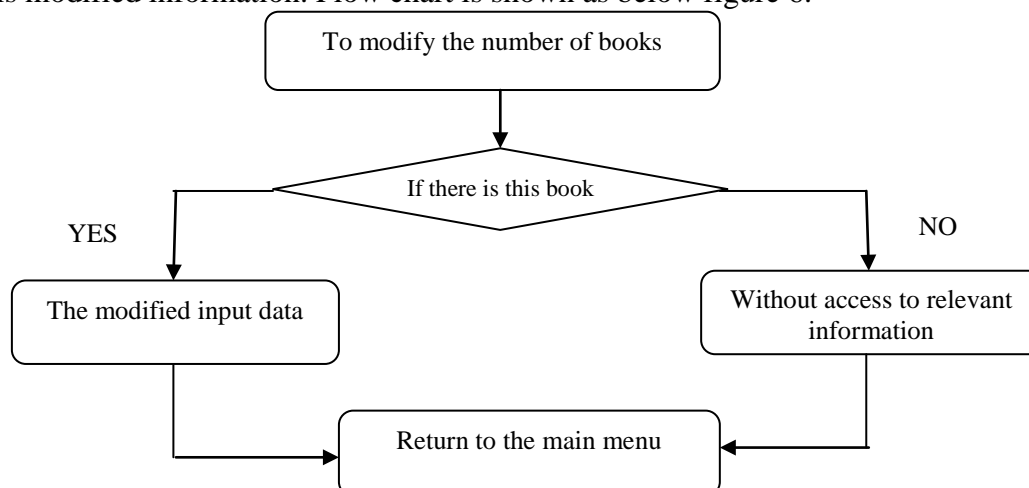 is modified information. Flow chart is shown as below figure 6.
To modify the number of books
If there is this book
YES
NO
The modified input data
Without access to relevant
information
Return to the main menu